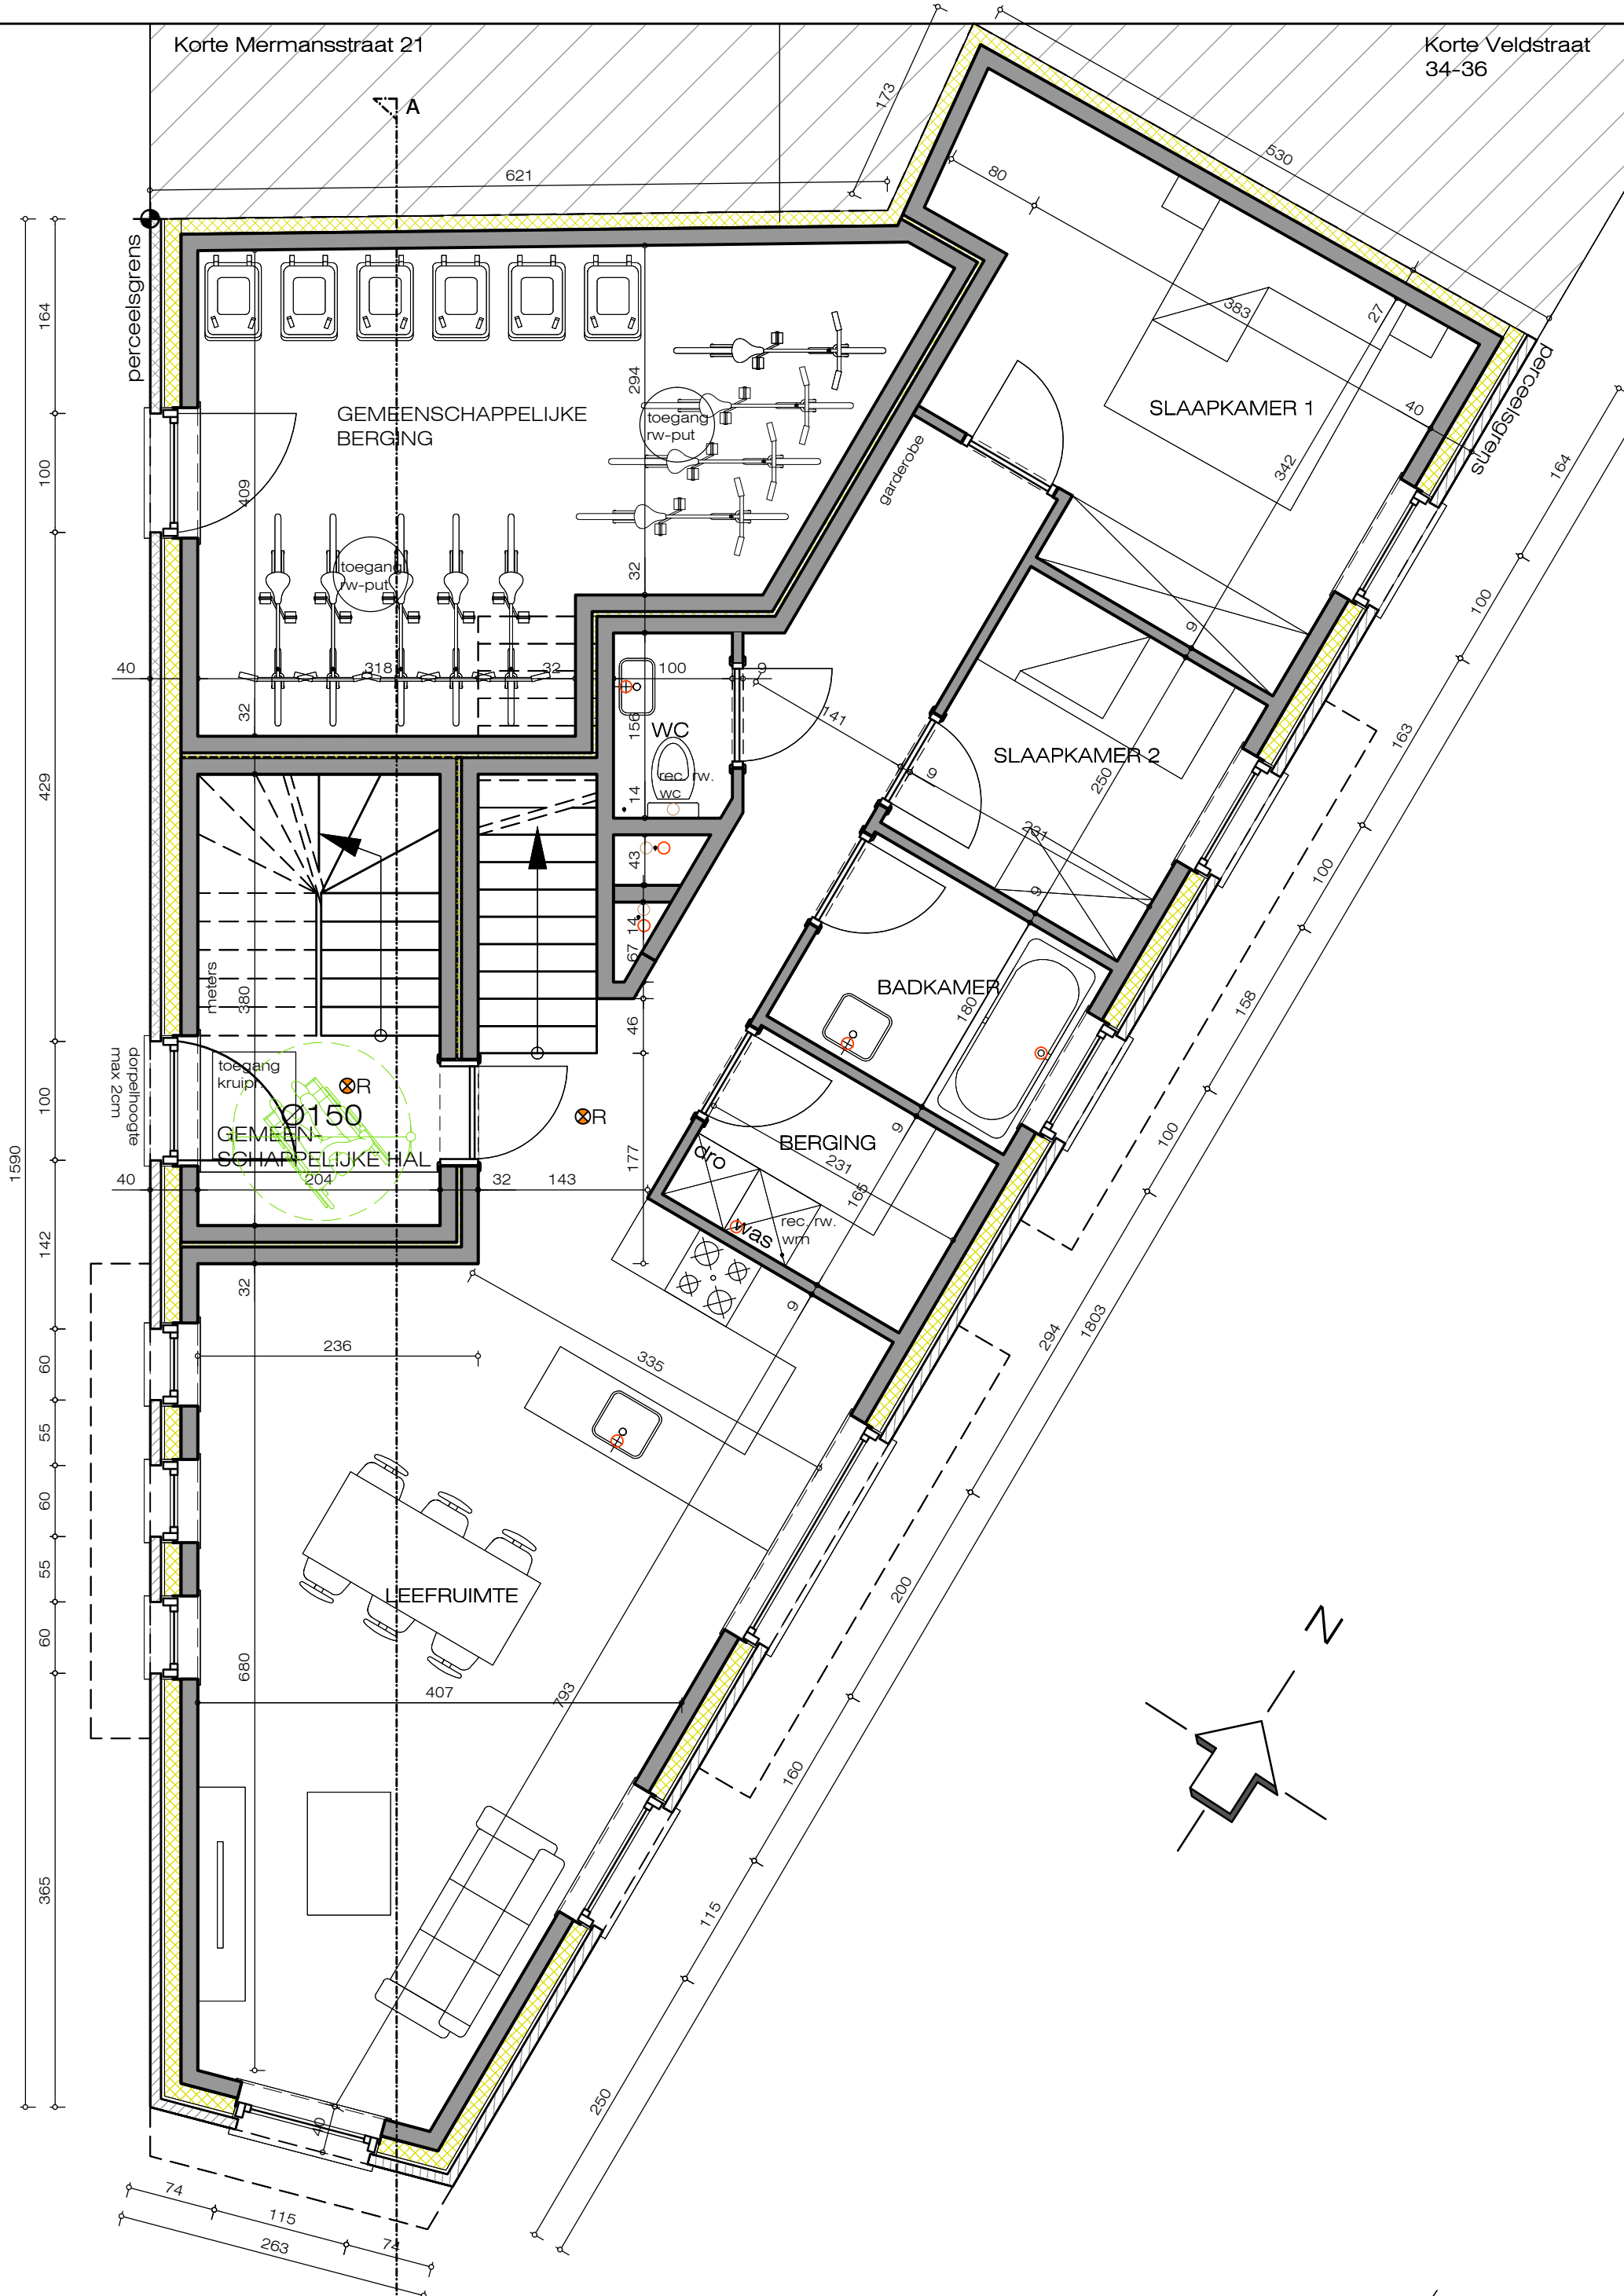 Korte Mermansstraat 21
Korte Veldstraat
34-36
A
173
530
621
80
perceelsgrens
164
294
383
27
GEMEENSCHAPPELIJKE
BERGING
toegang
rw-put
SLAAPKAMER 1
40
perceelsgrens
garderobe
342
164
100
409
toegang
rw-put
32
100
9
40
318
32
100
9
32
156
WC
141
SLAAPKAMER 2
9
250
163
rec. rw.
wc
14
429
43
231
9
100
14
67
meters
380
BADKAMER
180
158
46
dorpelhoogte
max 2cm
toegang
kruipr.
R
R
Ø150
100
GEMEEN-
SCHAPPELIJKE HAL
BERGING
9
100
dro
177
231
1590
40
204
32
143
165
was
rec. rw.
wm
142
32
9
294
1803
236
335
60
55
60
55
60
LEEFRUIMTE
200
N
680
407
793
160
365
115
250
40
74
115
74
263